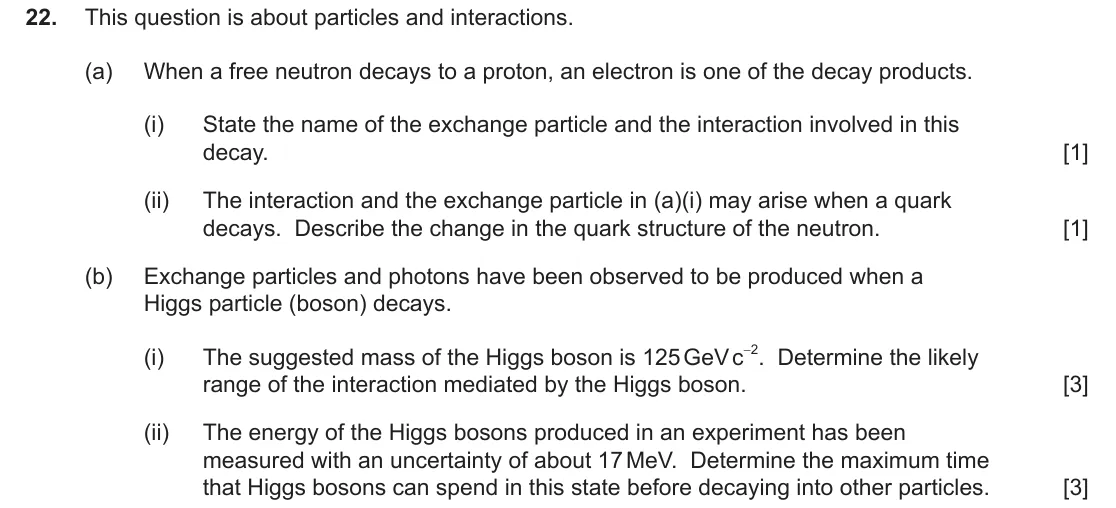 22. This question is about particles and interactions.
(a) When a free neutron decays to a proton, an electron is one of the decay products.
(i) State the name of the exchange particle and the interaction involved in this
decay. [1]
(ii) The interaction and the exchange particle in (a)(i) may arise when a quark
decays. Describe the change in the quark structure of the neutron. [1]
(b) Exchange particles and photons have been observed to be produced when a
Higgs particle (boson) decays.
(i) The suggested mass of the Higgs boson is 125 GeV c⁻². Determine the likely
range of the interaction mediated by the Higgs boson. [3]
(ii) The energy of the Higgs bosons produced in an experiment has been
measured with an uncertainty of about 17 MeV. Determine the maximum time
that Higgs bosons can spend in this state before decaying into other particles. [3]